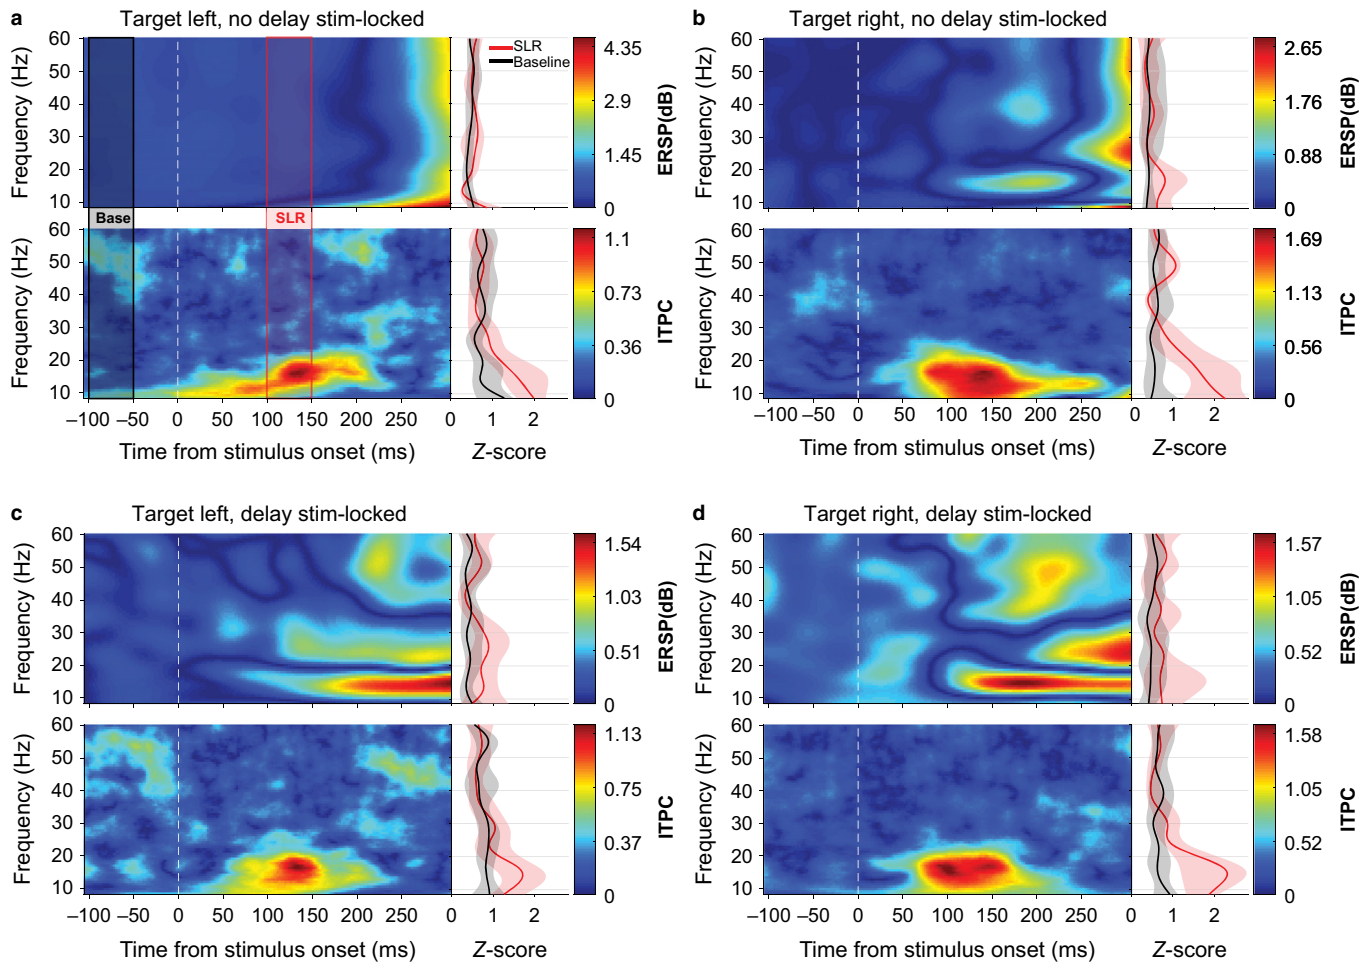 a Target left, no delay stim-locked
60
50
40
30
20
10
Frequency (Hz)
SLR
Baseline
4.35
2.9
1.45
0
ERSP(dB)
Base
SLR
60
50
40
30
20
10
Frequency (Hz)
1.1
0.73
0.36
0
ITPC
−100 −50 0 50 100 150 200 250 0 1 2
Time from stimulus onset (ms) Z-score
b Target right, no delay stim-locked
60
50
40
30
20
10
Frequency (Hz)
2.65
1.76
0.88
0
ERSP(dB)
60
50
40
30
20
10
Frequency (Hz)
1.69
1.13
0.56
0
ITPC
−100 −50 0 50 100 150 200 250 0 1 2
Time from stimulus onset (ms) Z-score
c Target left, delay stim-locked
60
50
40
30
20
10
Frequency (Hz)
1.54
1.03
0.51
0
ERSP(dB)
60
50
40
30
20
10
Frequency (Hz)
1.13
0.75
0.37
0
ITPC
−100 −50 0 50 100 150 200 250 0 1 2
Time from stimulus onset (ms) Z-score
d Target right, delay stim-locked
60
50
40
30
20
10
Frequency (Hz)
1.57
1.05
0.52
0
ERSP(dB)
60
50
40
30
20
10
Frequency (Hz)
1.58
1.05
0.52
0
ITPC
−100 −50 0 50 100 150 200 250 0 1 2
Time from stimulus onset (ms) Z-score